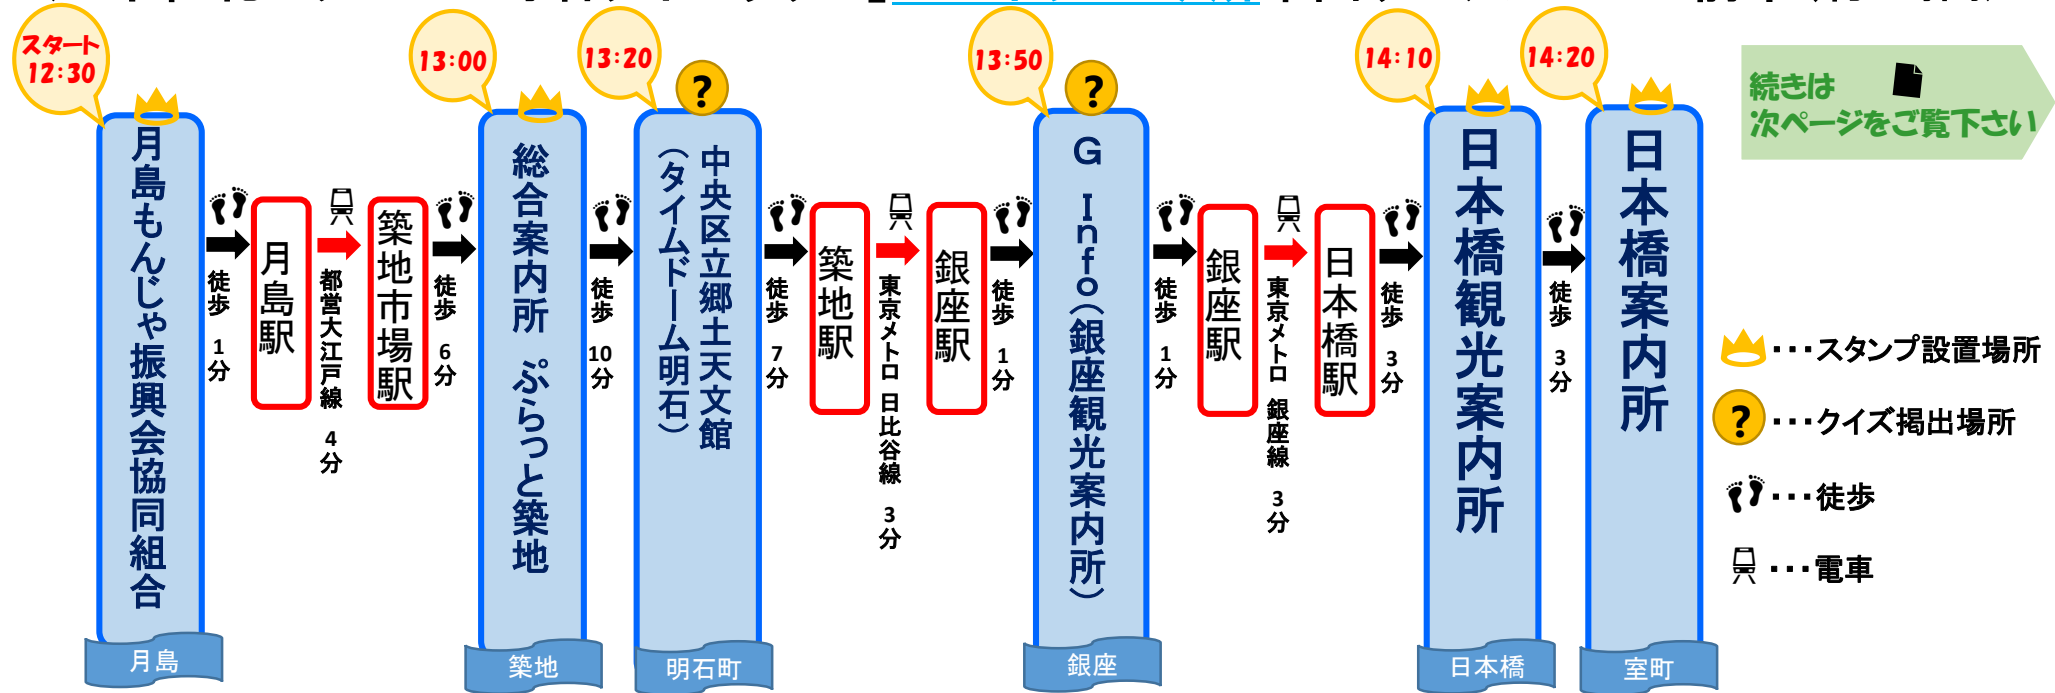 スタート
12:30
月島もんじゃ振興会協同組合
月島
徒歩 1分
月島駅
都営大江戸線 4分
築地市場駅
徒歩 6分
13:00
総合案内所 ぷらっと築地
築地
徒歩 10分
13:20
?
中央区立郷土天文館
(タイムドーム明石)
明石町
徒歩 7分
築地駅
東京メトロ 日比谷線 3分
銀座駅
徒歩 1分
13:50
?
G Info(銀座観光案内所)
銀座
徒歩 1分
銀座駅
東京メトロ 銀座線 3分
日本橋駅
徒歩 3分
14:10
日本橋観光案内所
日本橋
徒歩 3分
14:20
日本橋案内所
室町
続きは
次ページをご覧下さい
・・・スタンプ設置場所
?・・・クイズ掲出場所
・・・徒歩
・・・電車